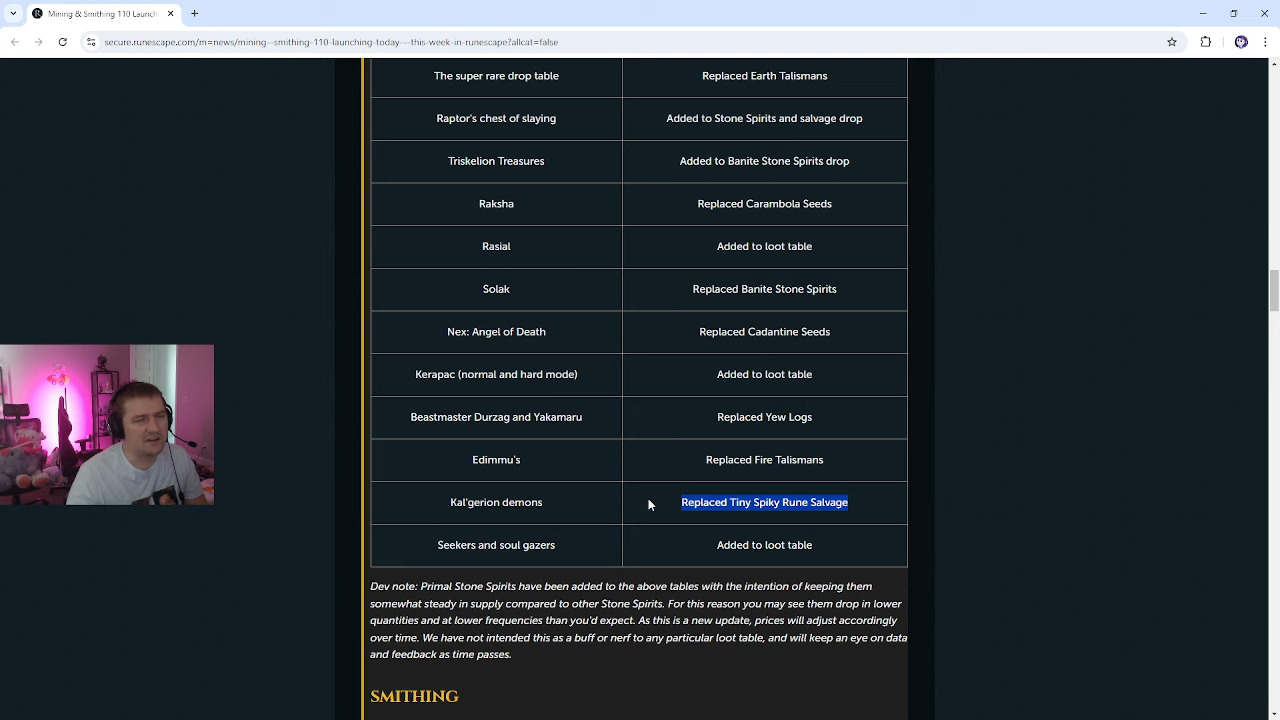 Mining & Smithing 110 Launch
secure.runescape.com/m=news/mining--smithing-110-launching-today---this-week-in-runescape?allcat=false
The super rare drop table
Replaced Earth Talismans
Raptor's chest of slaying
Added to Stone Spirits and salvage drop
Triskelion Treasures
Added to Banite Stone Spirits drop
Raksha
Replaced Carambola Seeds
Rasial
Added to loot table
Solak
Replaced Banite Stone Spirits
Nex: Angel of Death
Replaced Cadantine Seeds
Kerapac (normal and hard mode)
Added to loot table
Beastmaster Durzag and Yakamaru
Replaced Yew Logs
Edimmu's
Replaced Fire Talismans
Kal'gerion demons
Replaced Tiny Spiky Rune Salvage
Seekers and soul gazers
Added to loot table
Dev note: Primal Stone Spirits have been added to the above tables with the intention of keeping them
somewhat steady in supply compared to other Stone Spirits. For this reason you may see them drop in lower
quantities and at lower frequencies than you'd expect. As this is a new update, prices will adjust accordingly
over time. We have not intended this as a buff or nerf to any particular loot table, and will keep an eye on data
and feedback as time passes.
SMITHING